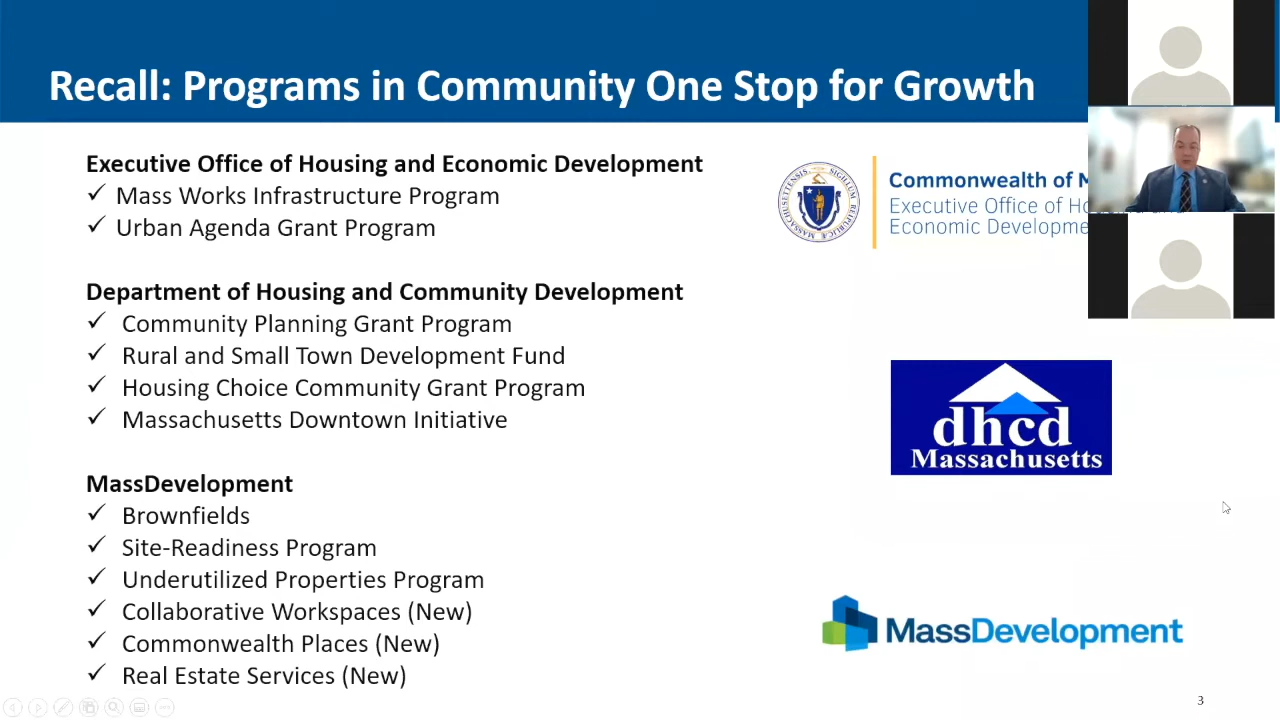 Recall: Programs in Community One Stop for Growth
Executive Office of Housing and Economic Development
✓ Mass Works Infrastructure Program
✓ Urban Agenda Grant Program
Commonwealth of M
Executive Office of Ho
Economic Developme
Department of Housing and Community Development
✓ Community Planning Grant Program
✓ Rural and Small Town Development Fund
✓ Housing Choice Community Grant Program
✓ Massachusetts Downtown Initiative
dhcd
Massachusetts
MassDevelopment
✓ Brownfields
✓ Site-Readiness Program
✓ Underutilized Properties Program
✓ Collaborative Workspaces (New)
✓ Commonwealth Places (New)
✓ Real Estate Services (New)
MassDevelopment
3